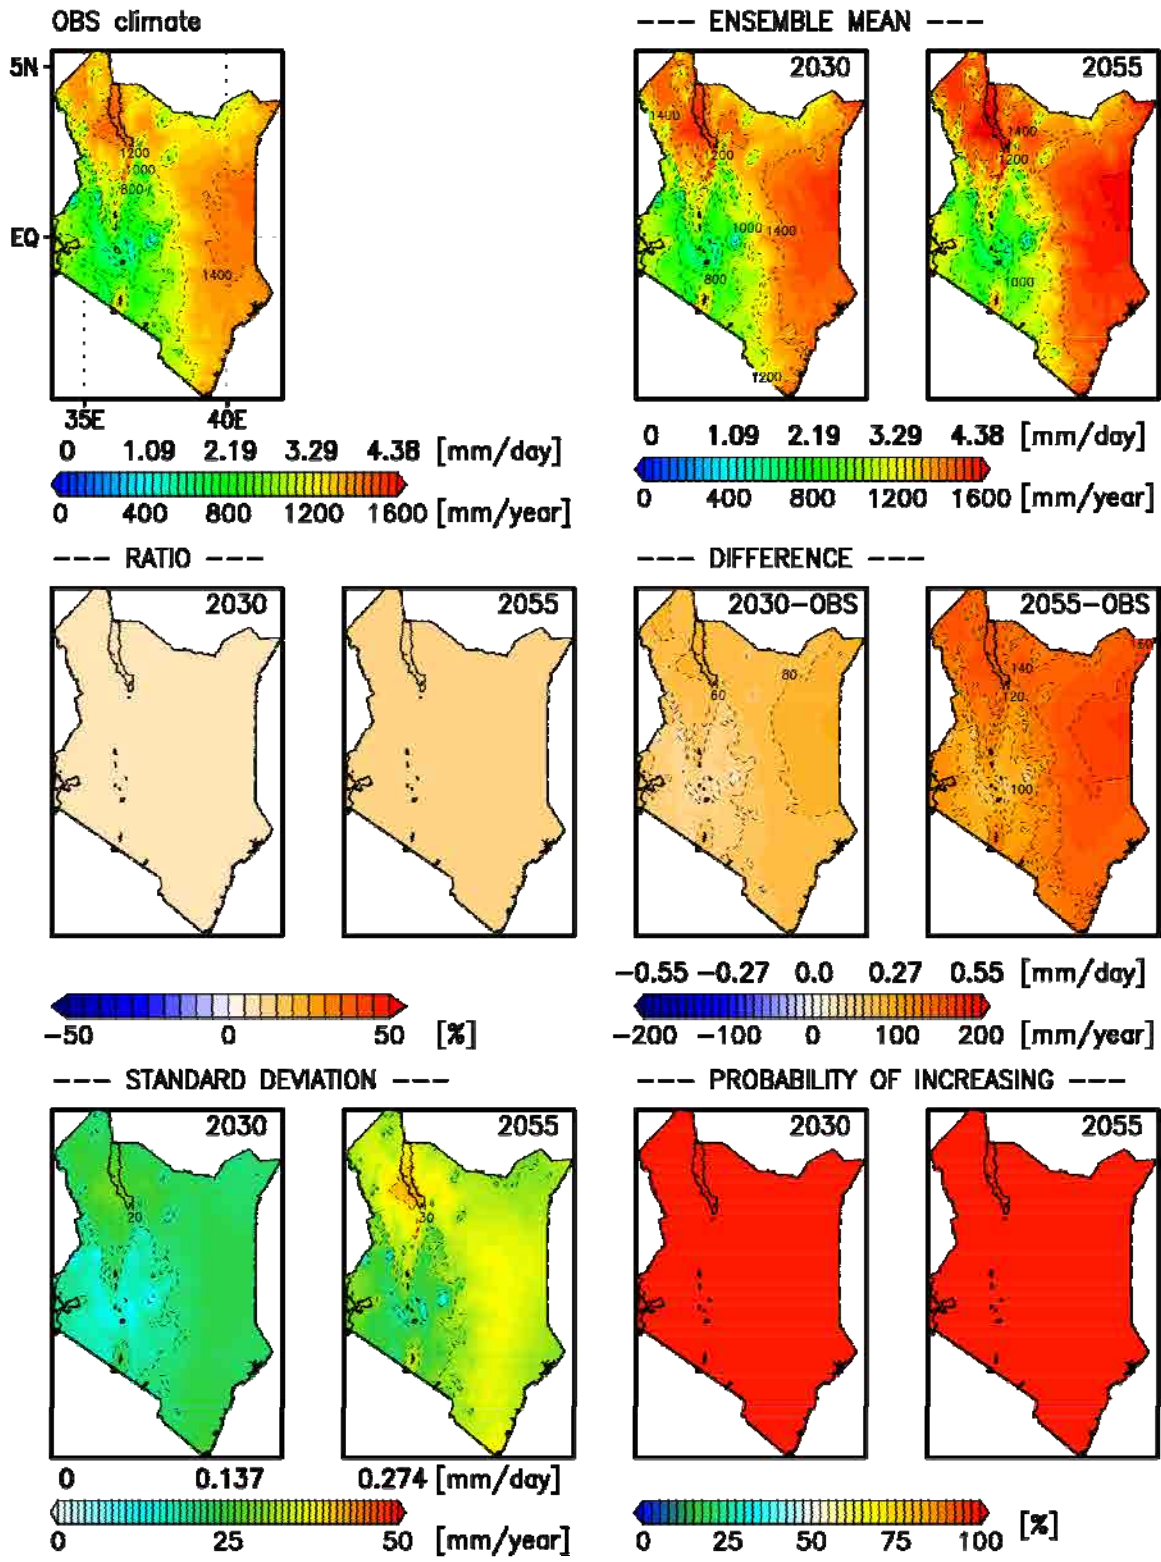 OBS climate
--- ENSEMBLE MEAN ---
5N
EQ
35E 40E
1200
1000
800
1400
2030
1400
200
1000
1400
800
1200
2055
1400
1200
1000
0 1.09 2.19 3.29 4.38 [mm/day]
0 400 800 1200 1600 [mm/year]
0 1.09 2.19 3.29 4.38 [mm/day]
0 400 800 1200 1600 [mm/year]
--- RATIO ---
--- DIFFERENCE ---
2030
2055
2030-OBS
80
60
2055-OBS
140
120
100
-50 0 50 [%]
-0.55 -0.27 0.0 0.27 0.55 [mm/day]
-200 -100 0 100 200 [mm/year]
--- STANDARD DEVIATION ---
--- PROBABILITY OF INCREASING ---
2030
20
2055
30
2030
2055
0 0.137 0.274 [mm/day]
0 25 50 [mm/year]
0 25 50 75 100 [%]